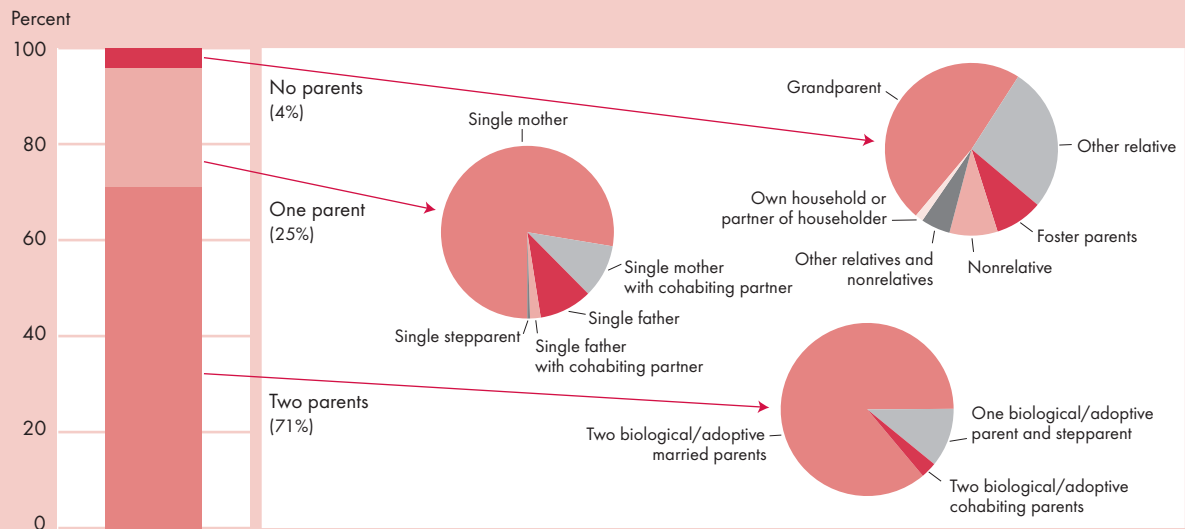 Percent
100
80
60
40
20
0
No parents
(4%)
One parent
(25%)
Two parents
(71%)
Single mother
Single mother
with cohabiting partner
Single father
Single father
with cohabiting partner
Single stepparent
Grandparent
Other relative
Foster parents
Nonrelative
Other relatives and
nonrelatives
Own household or
partner of householder
Two biological/adoptive
married parents
One biological/adoptive
parent and stepparent
Two biological/adoptive
cohabiting parents